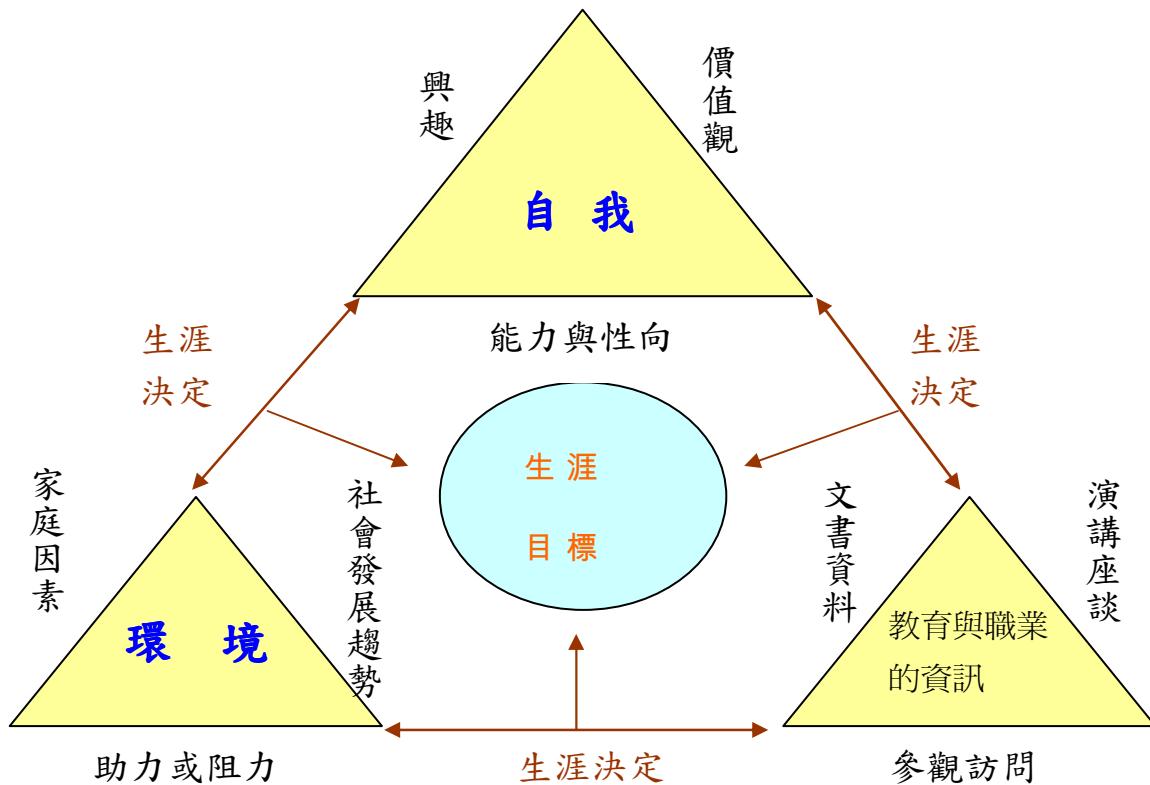 興趣
價值觀
自 我
能力與性向
生涯
決定
生涯
決定
生 涯
目 標
家庭因素
社會發展趨勢
環 境
助力或阻力
文書資料
演講座談
教育與職業
的資訊
參觀訪問
生涯決定